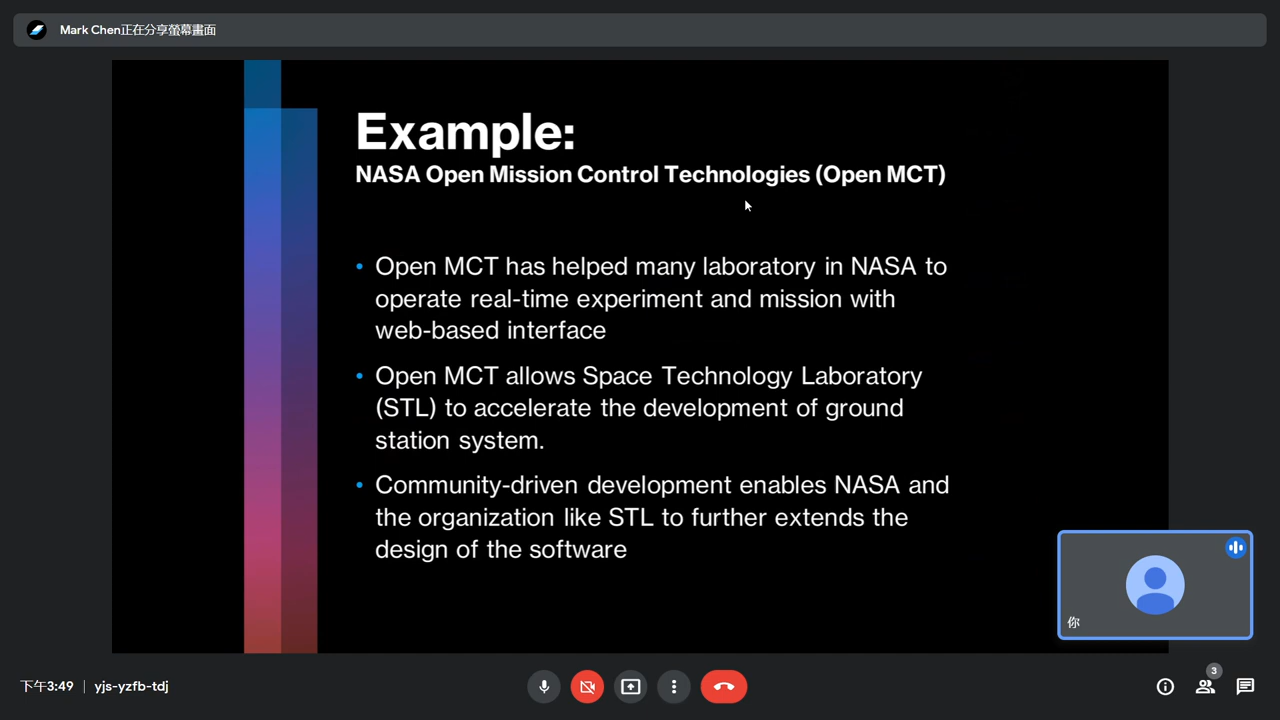 Mark Chen正在分享螢幕畫面
Example:
NASA Open Mission Control Technologies (Open MCT)
• Open MCT has helped many laboratory in NASA to
operate real-time experiment and mission with
web-based interface
• Open MCT allows Space Technology Laboratory
(STL) to accelerate the development of ground
station system.
• Community-driven development enables NASA and
the organization like STL to further extends the
design of the software
你
下午3:49 | yjs-yzfb-tdj
3